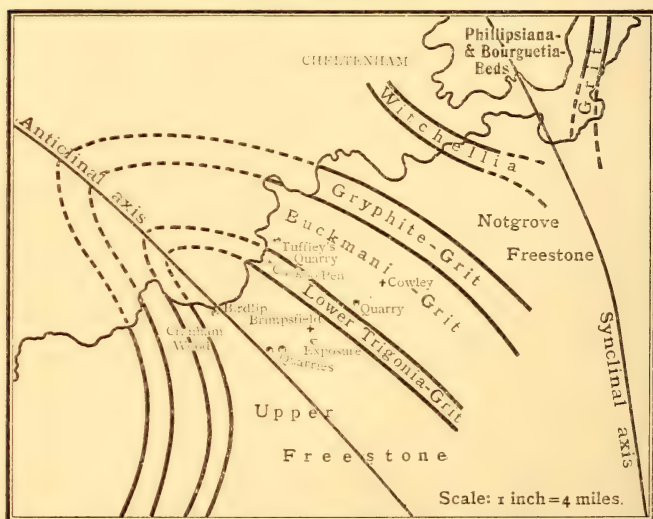 Phillipsiana-
& Bourguetia-
Beds
CHELTENHAM
Grit
Witchellia
Anticlinal axis
Gryphite-Grit
Buckmani-Grit
Notgrove
Freestone
Tuffley's
Quarry
Pen
Cowley
Quarry
Birdlip
Brimpsfield
Lower Trigonia-Grit
Cranham
Wood
Exposure
Quarries
Synclinal axis
Upper
Freestone
Scale: 1 inch=4 miles.